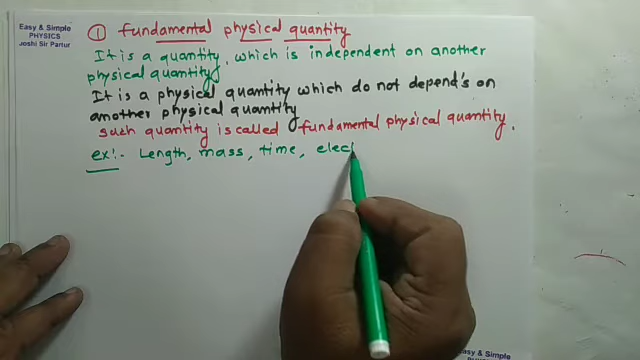 Easy & Simple
PHYSICS
Joshi Sir Partur
① Fundamental physical quantity
It is a quantity, which is independent on another
physical quantity
It is a physical quantity which do not depend's on
another physical quantity
such quantity is called fundamental physical quantity.
ex:- Length, mass, time, elec
Easy & Simple